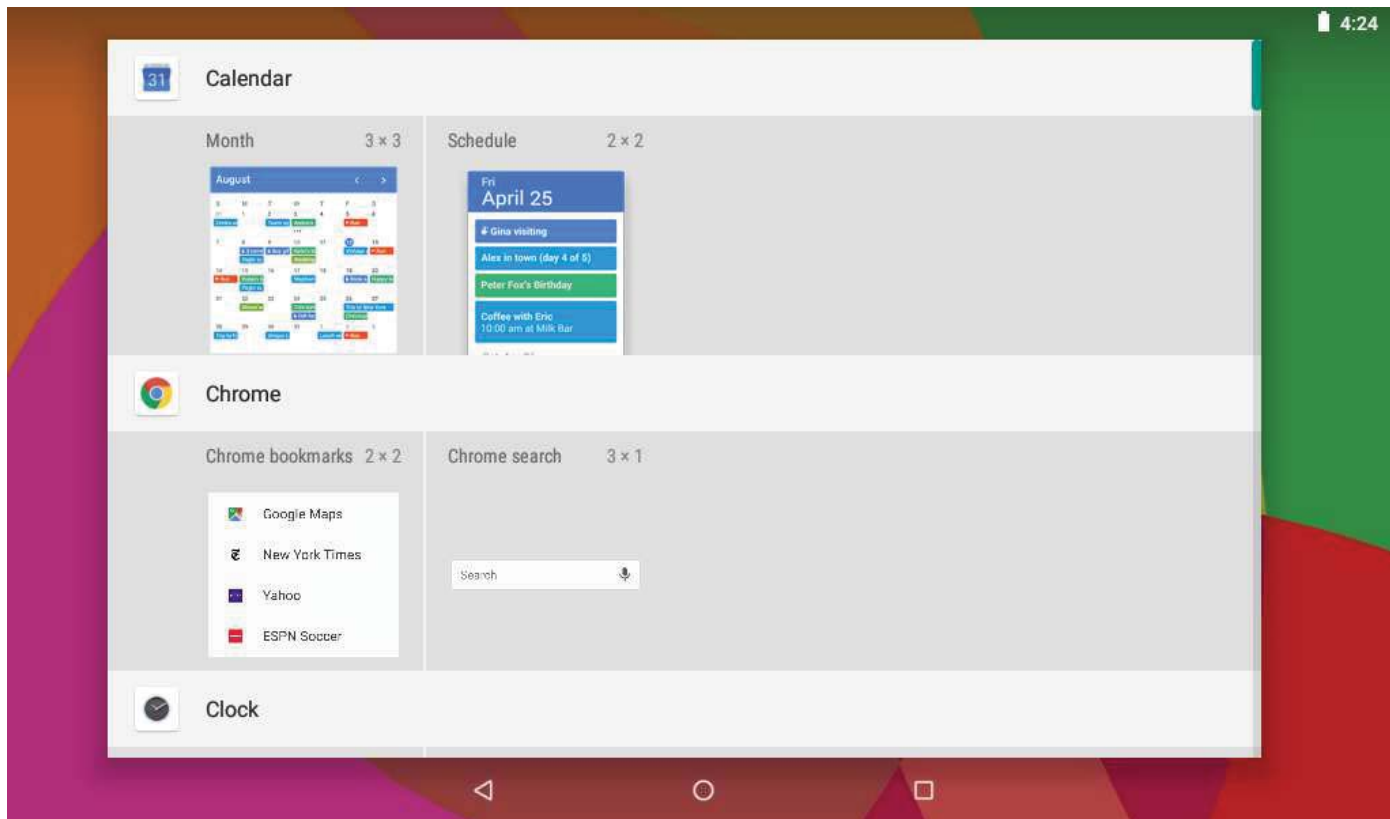 4:24
31 Calendar
Month 3 × 3 Schedule 2 × 2
August < >
Fri
April 25
Gina visiting
Alex in town (day 4 of 5)
Peter Fox's Birthday
Coffee with Eric
10:00 am at Milk Bar
Chrome
Chrome bookmarks 2 × 2 Chrome search 3 × 1
Google Maps
New York Times
Yahoo
ESPN Soccer
Search
Clock